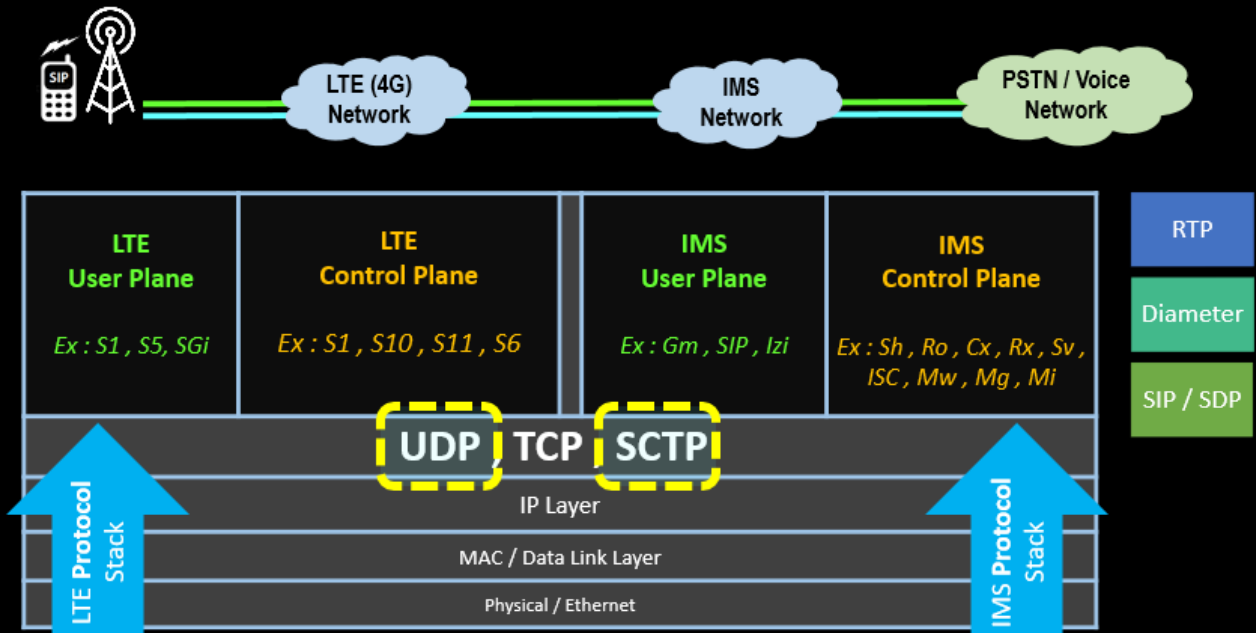 SIP
LTE (4G)
Network
IMS
Network
PSTN / Voice
Network
LTE
User Plane
Ex : S1 , S5, SGi
LTE
Control Plane
Ex : S1 , S10 , S11 , S6
IMS
User Plane
Ex : Gm , SIP , Izi
IMS
Control Plane
Ex : Sh , Ro , Cx , Rx , Sv ,
ISC , Mw , Mg , Mi
RTP
Diameter
SIP / SDP
UDP , TCP , SCTP
IP Layer
MAC / Data Link Layer
Physical / Ethernet
LTE Protocol
Stack
IMS Protocol
Stack